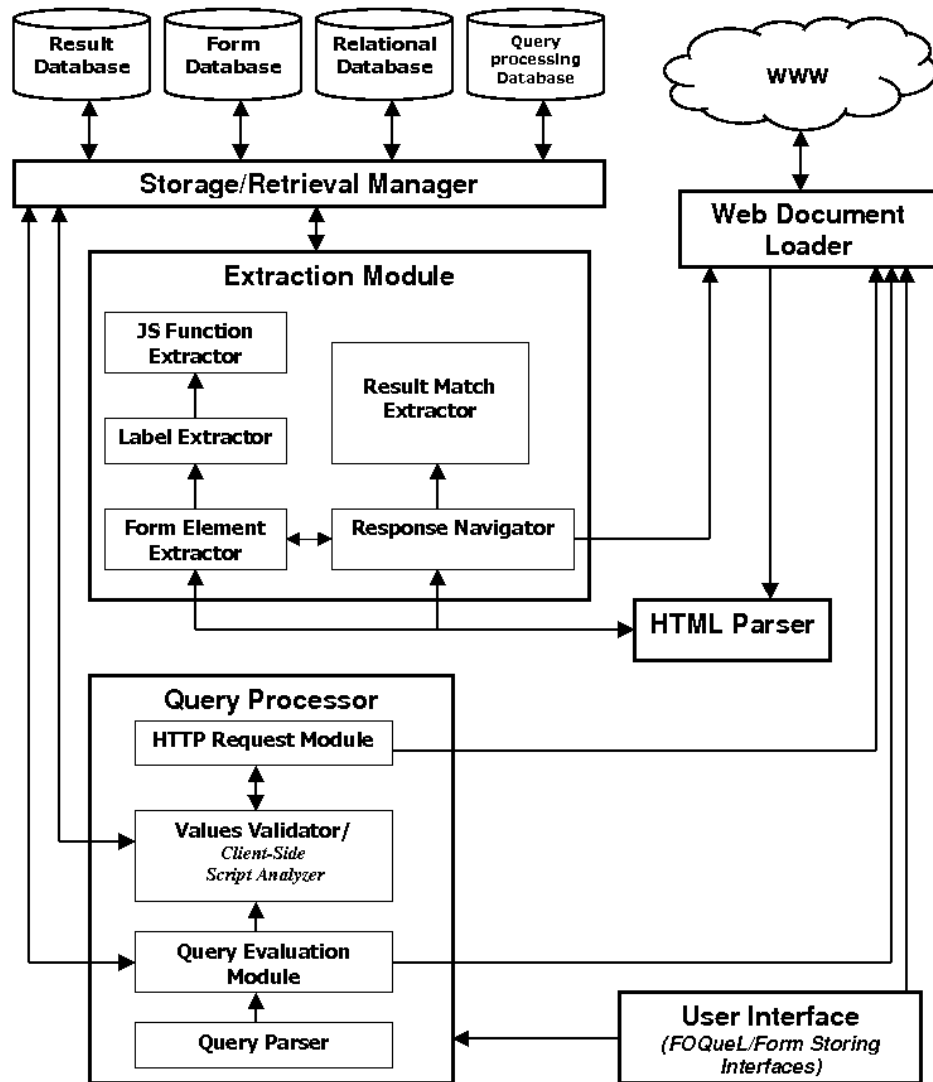 Result
Database
Form
Database
Relational
Database
Query
processing
Database
WWW
Storage/Retrieval Manager
Web Document
Loader
Extraction Module
JS Function
Extractor
Result Match
Extractor
Label Extractor
Form Element
Extractor
Response Navigator
HTML Parser
Query Processor
HTTP Request Module
Values Validator/
Client-Side
Script Analyzer
Query Evaluation
Module
Query Parser
User Interface
(FOQueL/Form Storing
Interfaces)